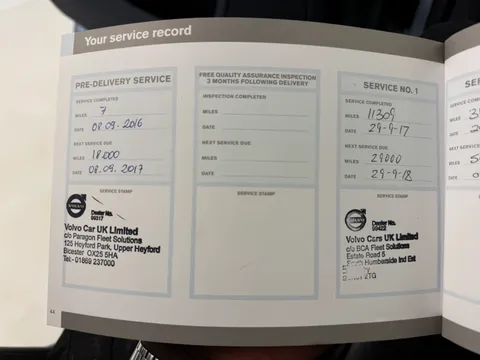 Your service record
PRE-DELIVERY SERVICE
SERVICE COMPLETED
MILES 7
DATE 08.09.2016
NEXT SERVICE DUE
MILES 18000
DATE 08.09.2017
SERVICE STAMP
VOLVO
Dealer No.
Volvo Car UK Limited
c/o Paragon Fleet Solutions
125 Heyford Park, Upper Heyford
Bicester OX25 5HA
Tel:- 01869 237000
FREE QUALITY ASSURANCE INSPECTION
3 MONTHS FOLLOWING DELIVERY
INSPECTION COMPLETED
MILES
DATE
NEXT SERVICE DUE
MILES
DATE
SERVICE STAMP
SERVICE NO. 1
SERVICE COMPLETED
MILES 11309
DATE 29-9-17
NEXT SERVICE DUE
MILES 29000
DATE 29-9-18
SERVICE STAMP
Dealer No.
Volvo Cars UK Limited
c/o BCA Fleet Solutions
Estate Road 5
South Humberside Ind Est
44